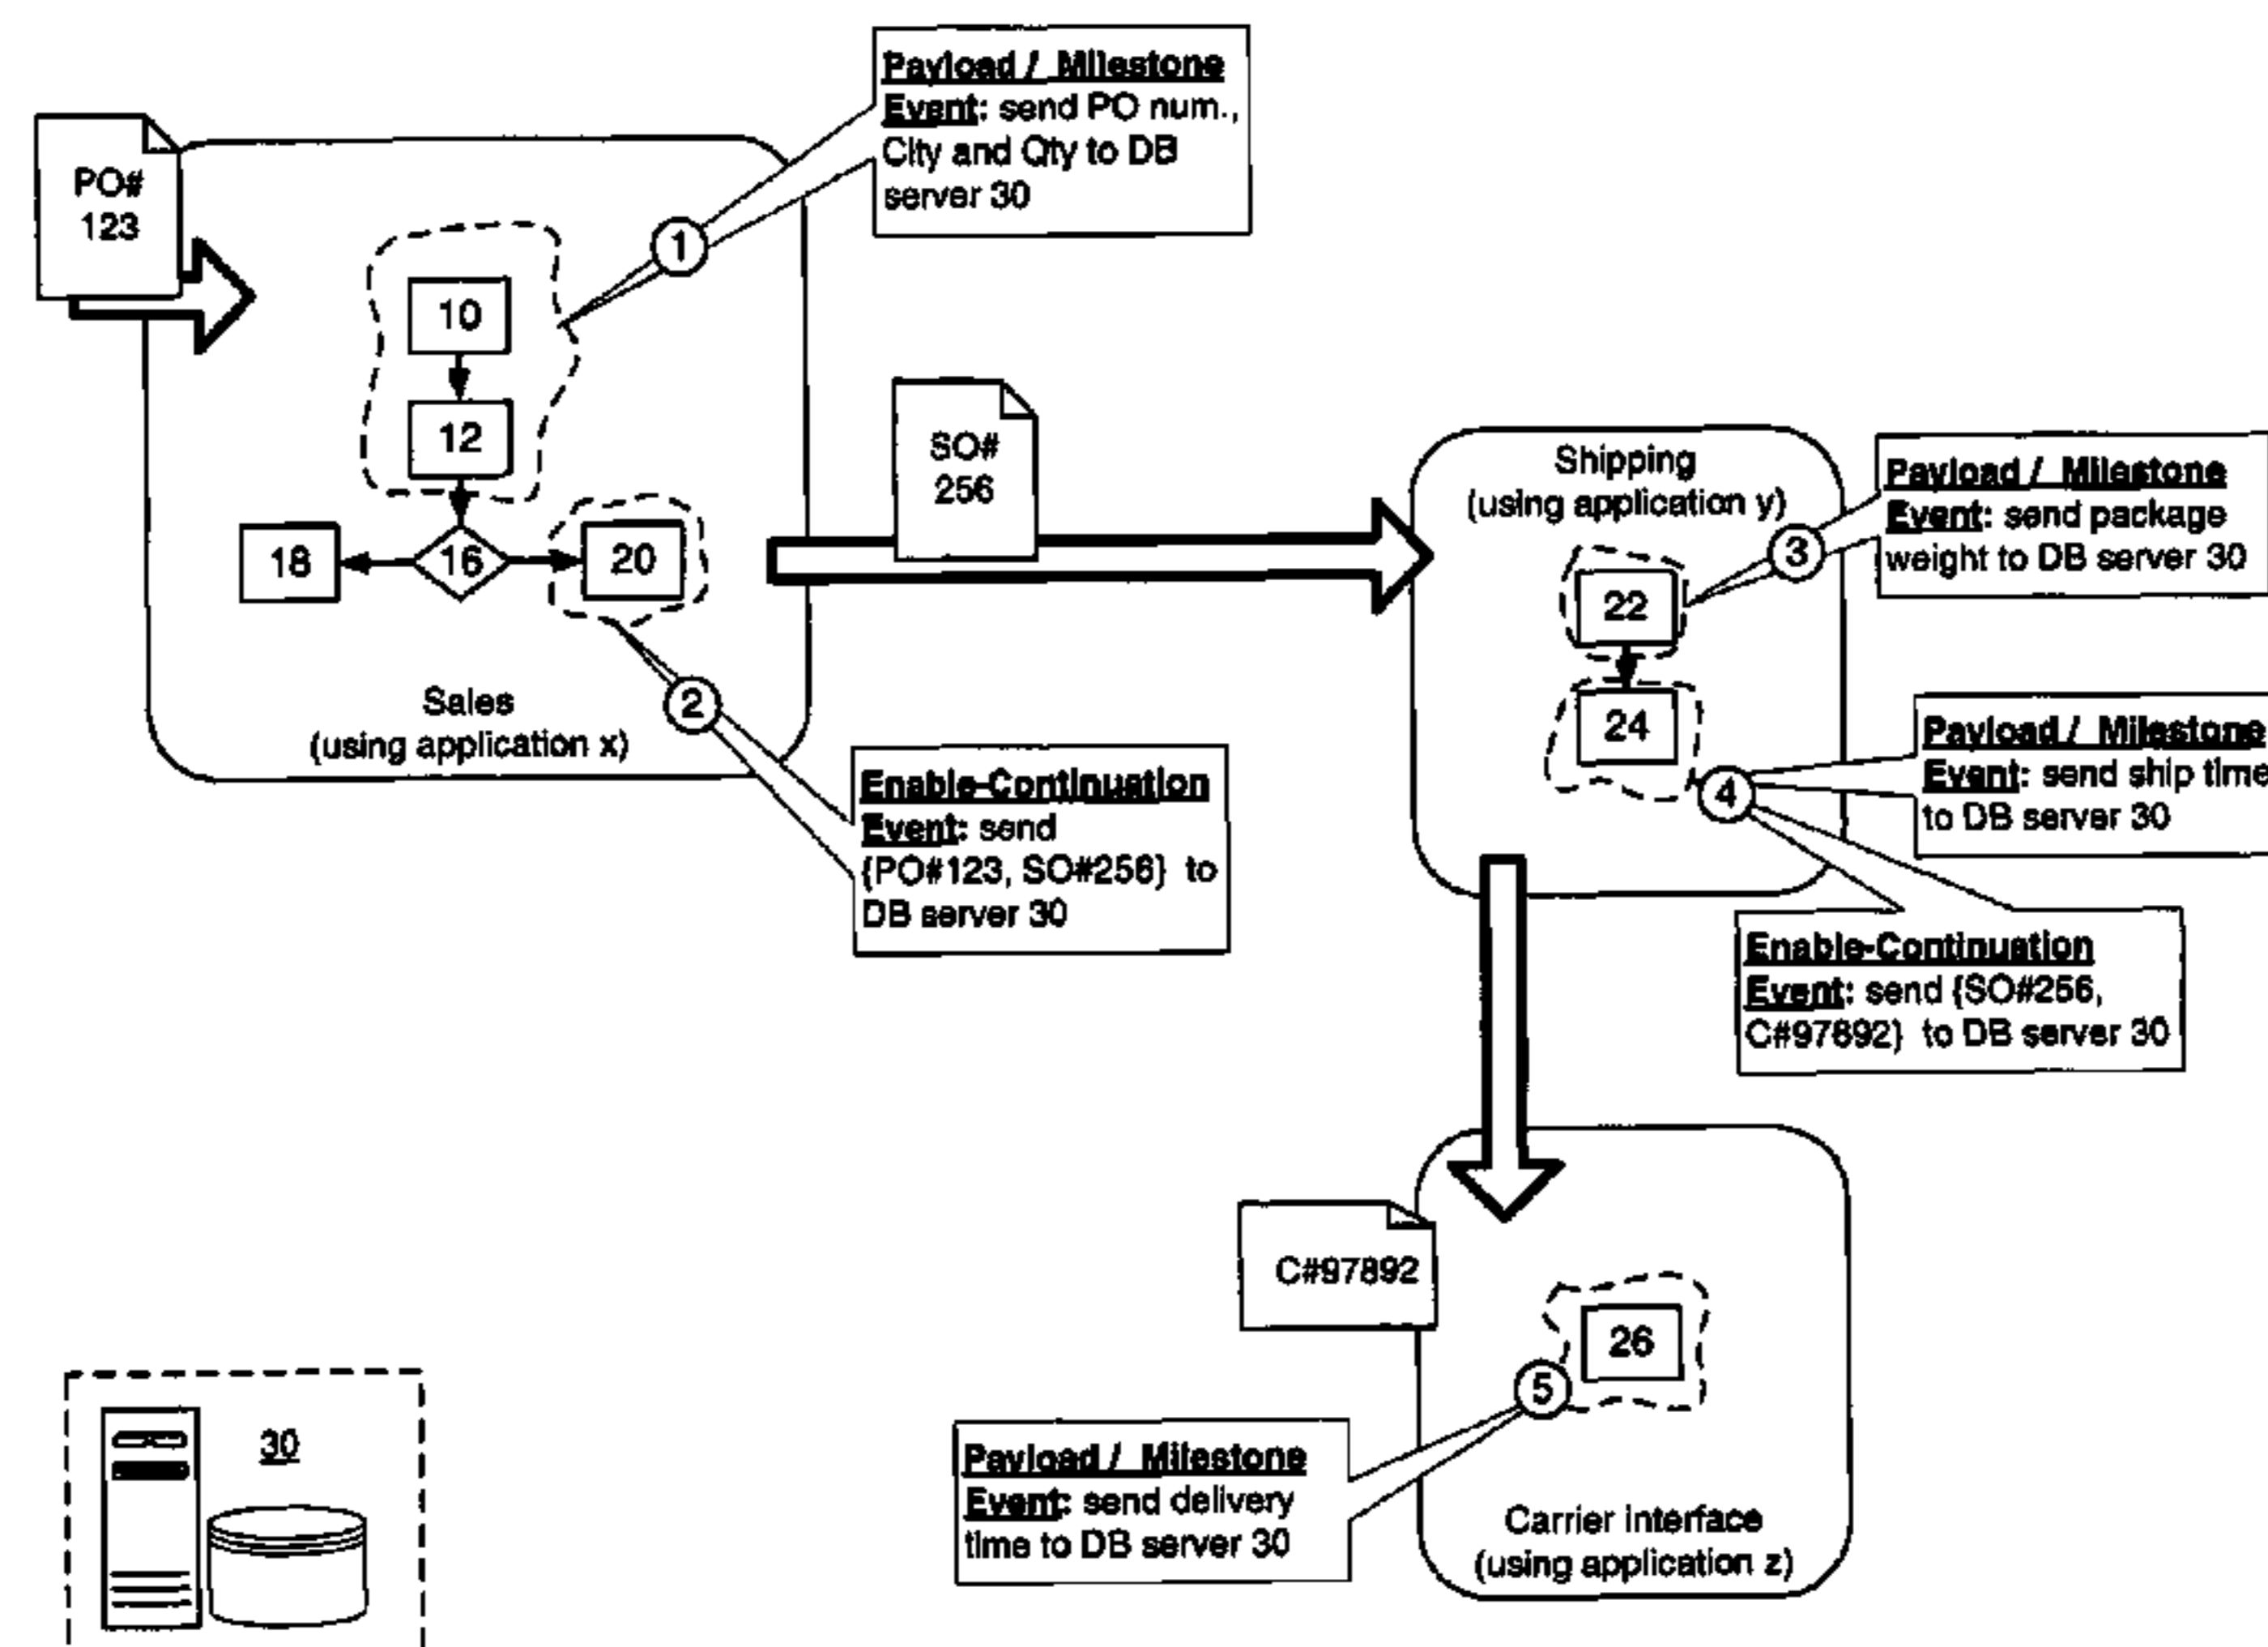 Payload / Milestone
Event: send PO num.,
City and Qty to DB
server 30
PO#
123
1
10
12
SO#
256
18
16
20
Sales
(using application x)
2
Enable-Continuation
Event: send
{PO#123, SO#256} to
DB server 30
Shipping
(using application y)
3
Payload / Milestone
Event: send package
weight to DB server 30
22
24
4
Payload / Milestone
Event: send ship time
to DB server 30
Enable-Continuation
Event: send {SO#256,
C#97892} to DB server 30
C#97892
26
5
Payload / Milestone
Event: send delivery
time to DB server 30
Carrier interface
(using application z)
30